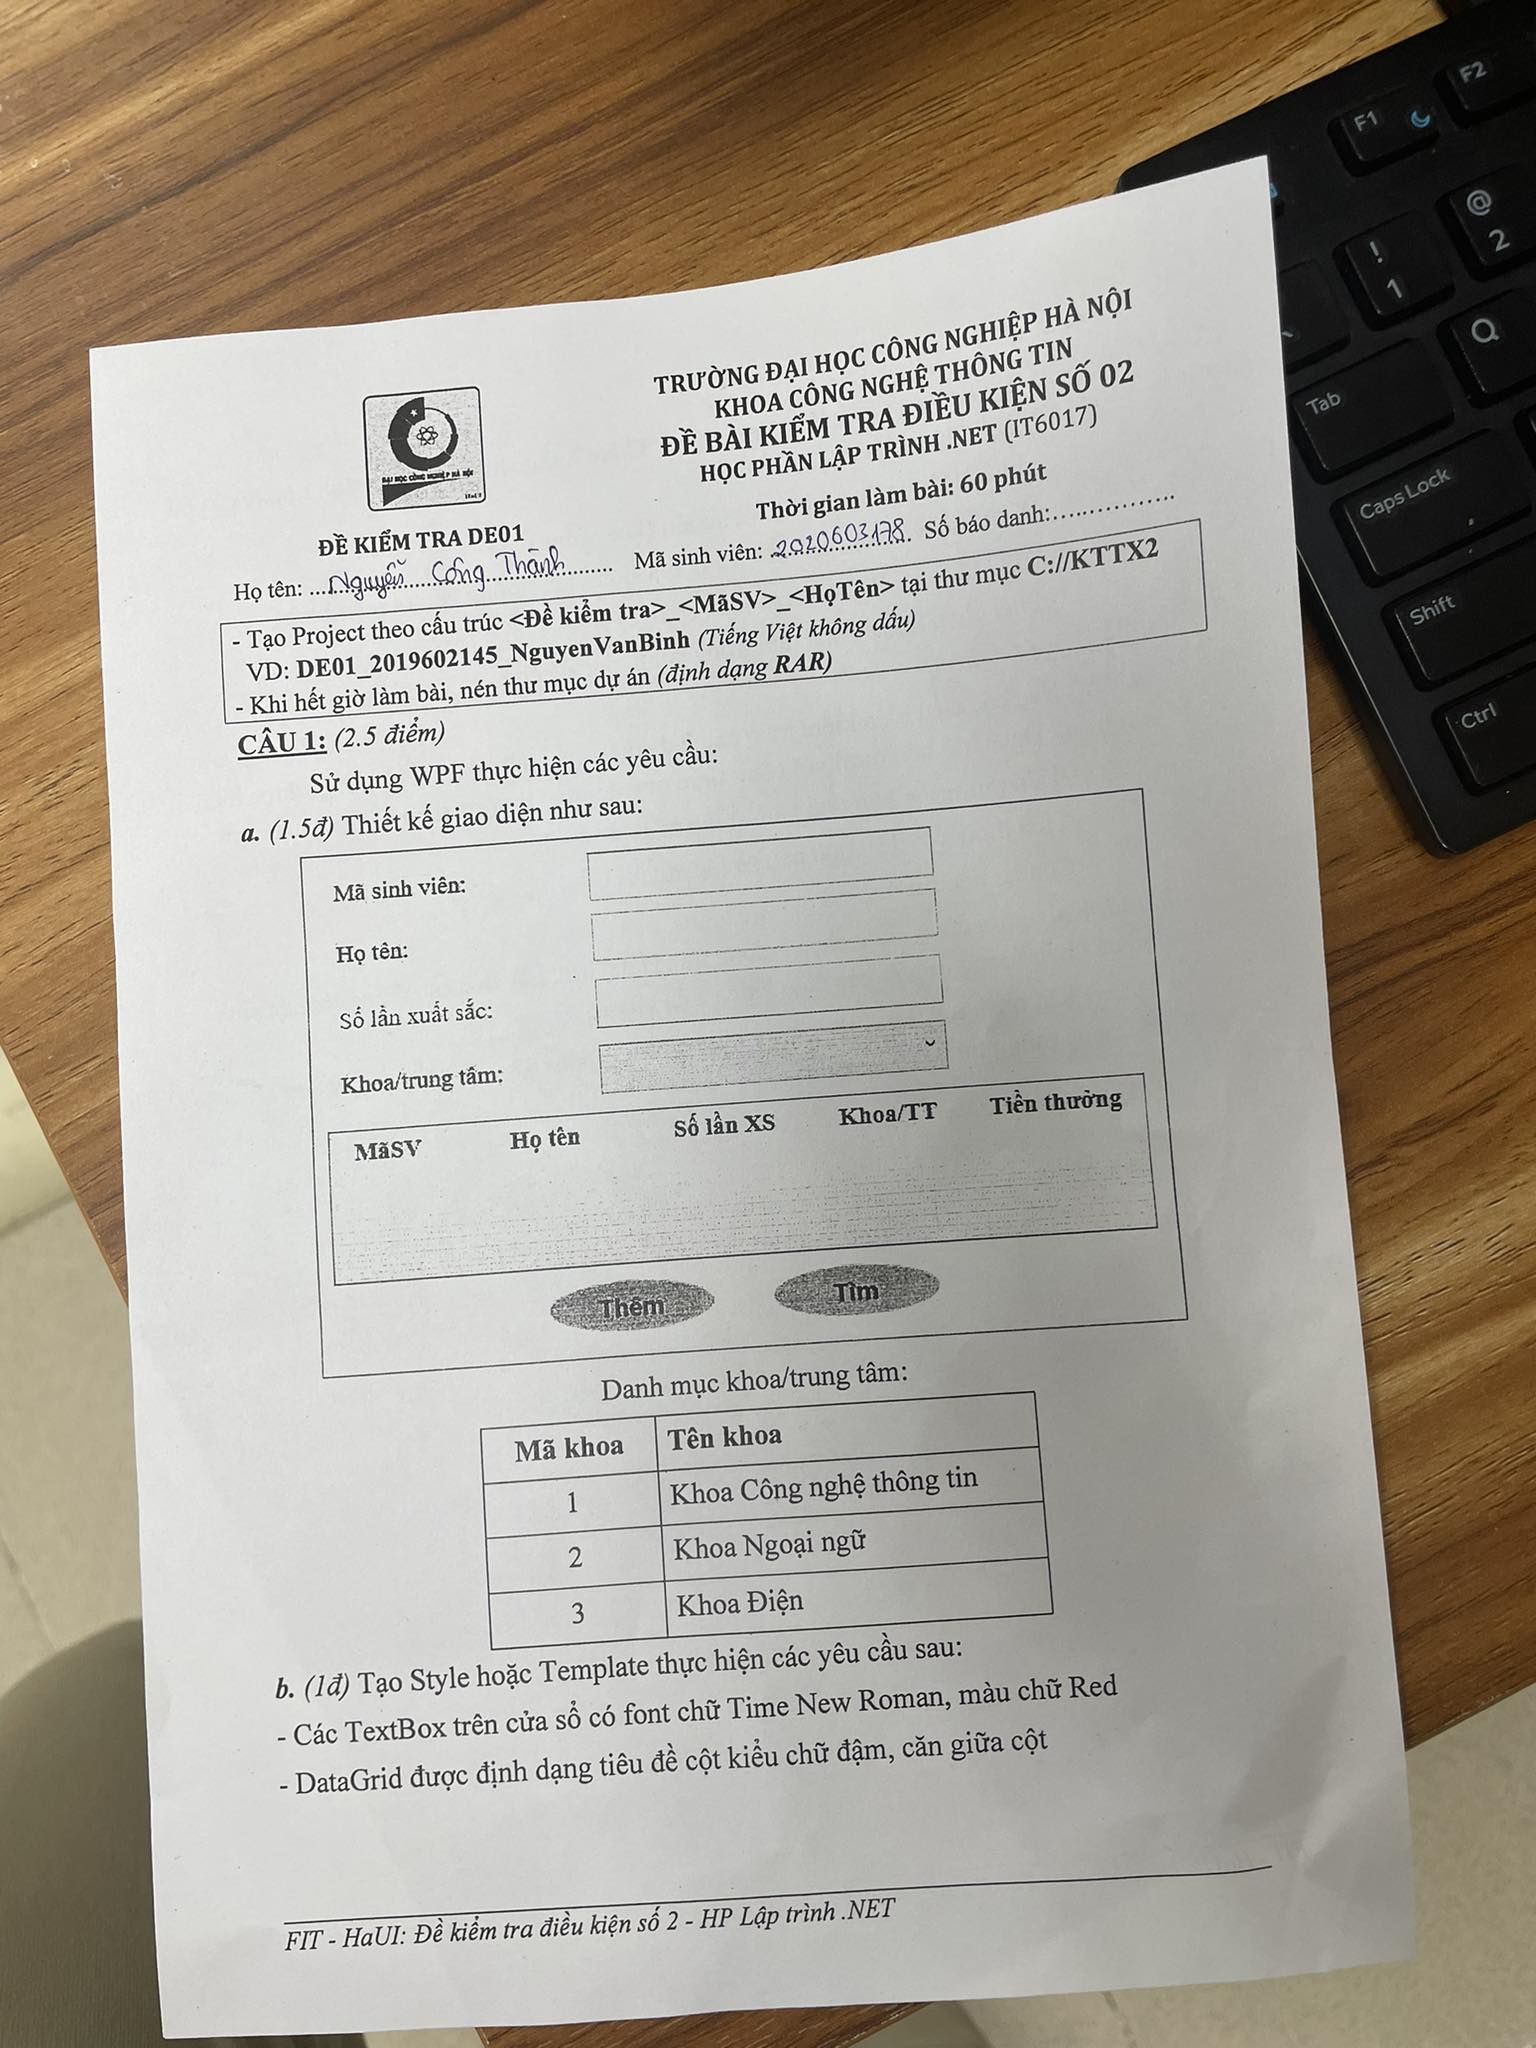 TRƯỜNG ĐẠI HỌC CÔNG NGHIỆP HÀ NỘI
KHOA CÔNG NGHỆ THÔNG TIN
ĐỀ BÀI KIỂM TRA ĐIỀU KIỆN SỐ 02
HỌC PHẦN LẬP TRÌNH .NET (IT6017)
Thời gian làm bài: 60 phút
ĐẠI HỌC CÔNG NGHIỆP HÀ NỘI
ĐỀ KIỂM TRA DE01
Họ tên: Nguyễn Công Thành Mã sinh viên: 2020603178 Số báo danh:................
- Tạo Project theo cấu trúc <Đề kiểm tra>_<MãSV>_<HọTên> tại thư mục C://KTTX2
VD: DE01_2019602145_NguyenVanBinh (Tiếng Việt không dấu)
- Khi hết giờ làm bài, nén thư mục dự án (định dạng RAR)
CÂU 1: (2.5 điểm)
Sử dụng WPF thực hiện các yêu cầu:
a. (1.5đ) Thiết kế giao diện như sau:
Mã sinh viên:
Họ tên:
Số lần xuất sắc:
Khoa/trung tâm:
MãSV Họ tên Số lần XS Khoa/TT Tiền thưởng
Thêm Tìm
Danh mục khoa/trung tâm:
Mã khoa Tên khoa
1 Khoa Công nghệ thông tin
2 Khoa Ngoại ngữ
3 Khoa Điện
b. (1đ) Tạo Style hoặc Template thực hiện các yêu cầu sau:
- Các TextBox trên cửa sổ có font chữ Time New Roman, màu chữ Red
- DataGrid được định dạng tiêu đề cột kiểu chữ đậm, căn giữa cột
FIT - HaUI: Đề kiểm tra điều kiện số 2 - HP Lập trình .NET
F1
F2
!
1
@
2
Tab
Q
Caps Lock
Shift
Ctrl